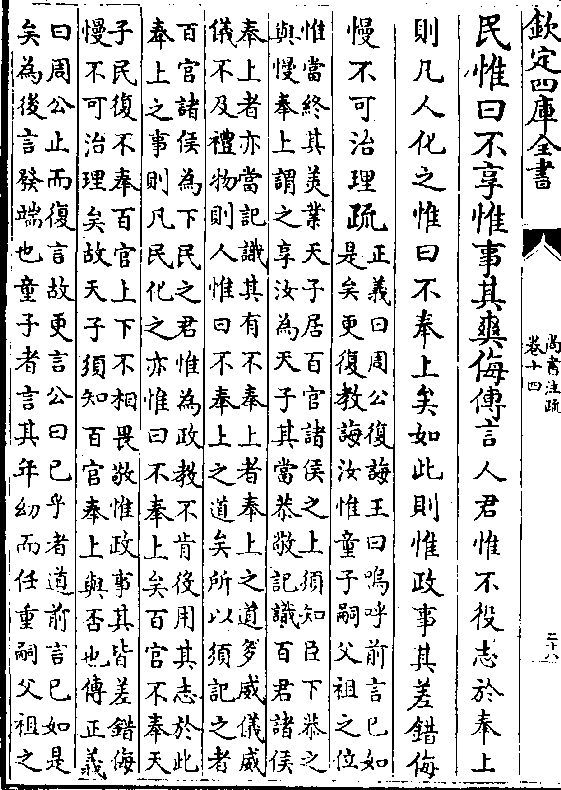 欽定四庫全書
尚書注疏
卷十四
二十六
民惟曰不享惟事其爽侮傳言人君惟不役志於奉上
則凡人化之惟曰不奉上矣如此則惟政事其差錯侮
慢不可治理疏
正義曰周公復誨王曰嗚呼前言已如
是矣更復教誨汝惟童子嗣父祖之位
惟當終其美業天子居百官諸侯之上須知臣下恭之
與慢奉上謂之享汝為天子其當恭敬記識百君諸侯
奉上者亦當記識其有不奉上者奉上之道多威儀威
儀不及禮物則人惟曰不奉上之道矣所以須記之者
百官諸侯為下民之君惟為政教不肯役用其志於此
奉上之事則凡民化之亦惟曰不奉上矣百官不奉天
子民復不奉百官上下不相畏敬惟政事其皆差錯侮
慢不可治理矣故天子須知百官奉上與否也傳正義
曰周公止而復言故更言公曰已乎者道前言已如是
矣為後言發端也童子者言其年幼而任重嗣父祖之